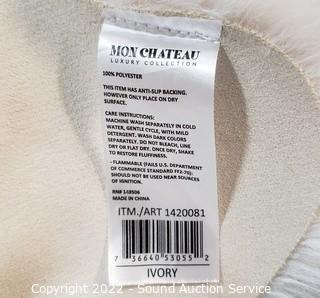 MON CHATEAU
LUXURY COLLECTION
100% POLYESTER
THIS ITEM HAS ANTI-SLIP BACKING.
HOWEVER ONLY PLACE ON DRY
SURFACE.
CARE INSTRUCTIONS:
MACHINE WASH SEPARATELY IN COLD
WATER, GENTLE CYCLE, WITH MILD
DETERGENT. WASH DARK COLORS
SEPARATELY. DO NOT BLEACH, LINE
DRY OR FLAT DRY. ONCE DRY, SHAKE
TO RESTORE FLUFFINESS.
- FLAMMABLE (FAILS U.S. DEPARTMENT
OF COMMERCE STANDARD FF2-70):
SHOULD NOT BE USED NEAR SOURCES
OF IGNITION.
RN# 148506
MADE IN CHINA
ITM./ART 1420081
7 36640 53055 2
IVORY
Copyright 2022 - Sound Auction Service